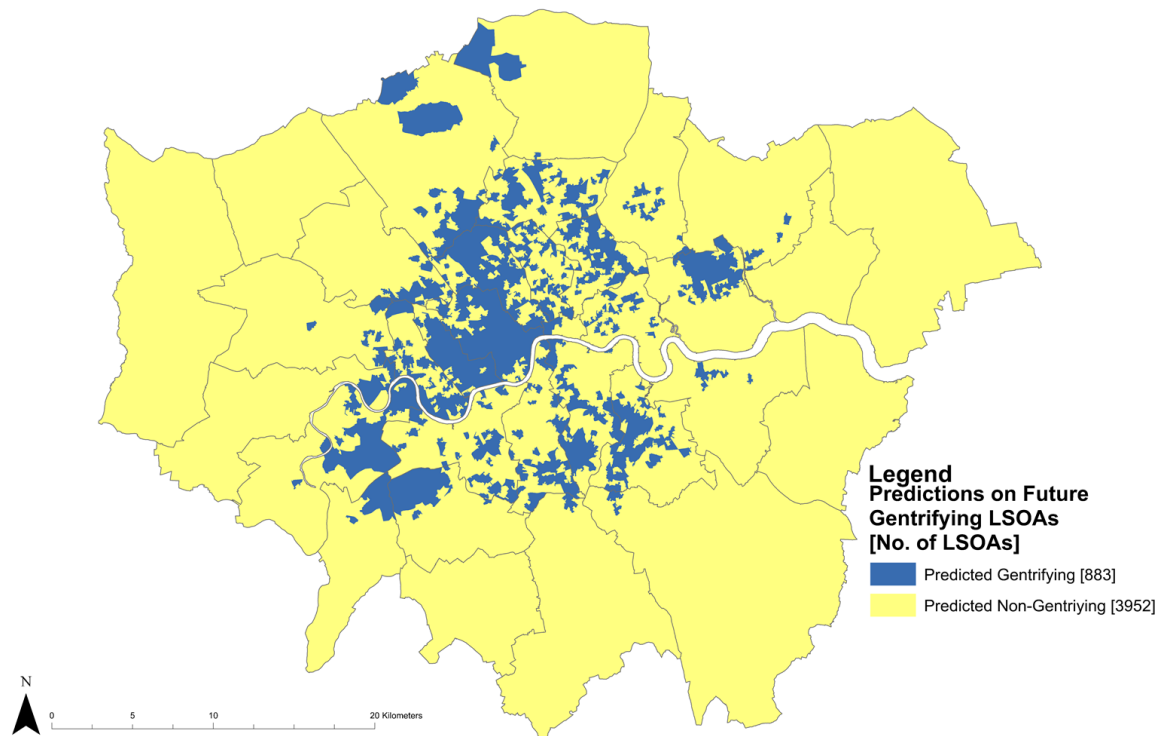 Legend
Predictions on Future
Gentrifying LSOAs
[No. of LSOAs]
Predicted Gentrifying [883]
Predicted Non-Gentriying [3952]
N
0 5 10 20 Kilometers